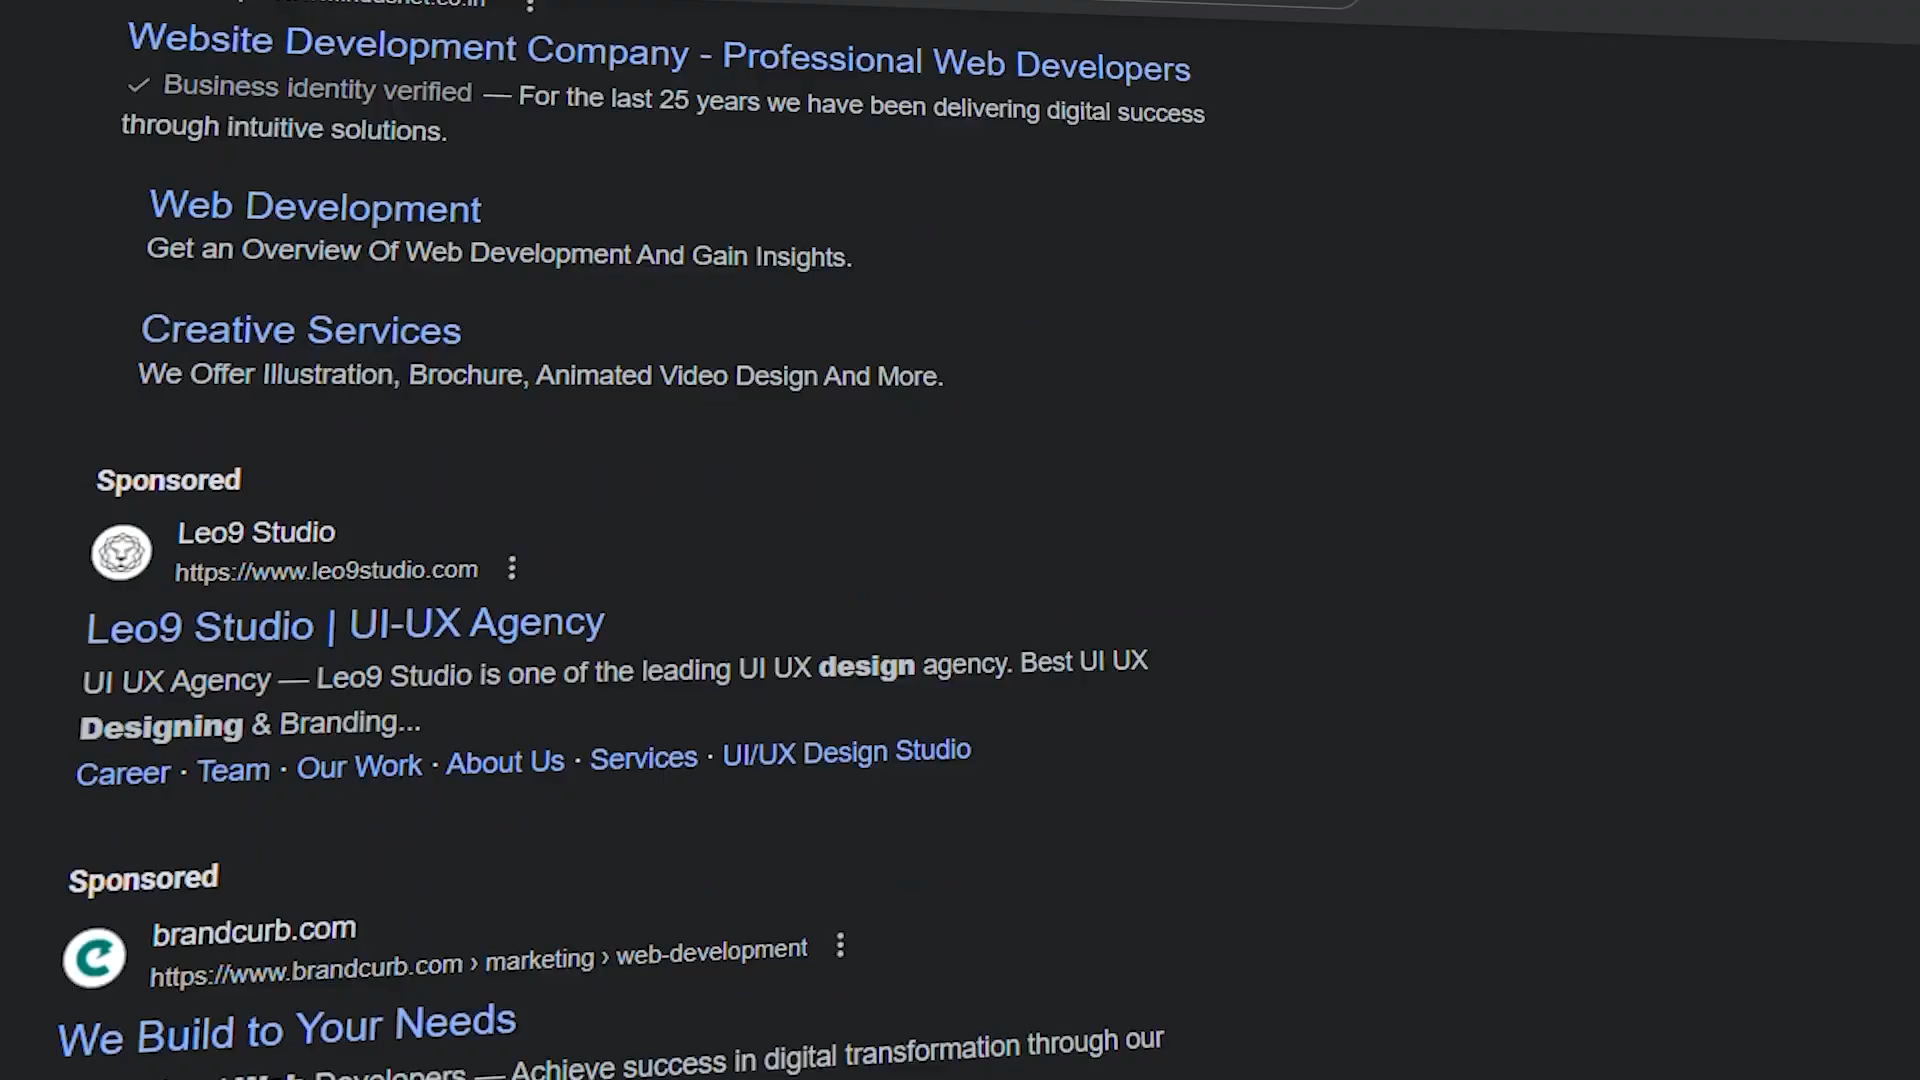 Website Development Company - Professional Web Developers
✓ Business identity verified — For the last 25 years we have been delivering digital success
through intuitive solutions.
Web Development
Get an Overview Of Web Development And Gain Insights.
Creative Services
We Offer Illustration, Brochure, Animated Video Design And More.
Sponsored
Leo9 Studio
https://www.leo9studio.com
Leo9 Studio | UI-UX Agency
UI UX Agency — Leo9 Studio is one of the leading UI UX design agency. Best UI UX
Designing & Branding...
Career · Team · Our Work · About Us · Services · UI/UX Design Studio
Sponsored
brandcurb.com
https://www.brandcurb.com › marketing › web-development
We Build to Your Needs
Web Developers — Achieve success in digital transformation through our